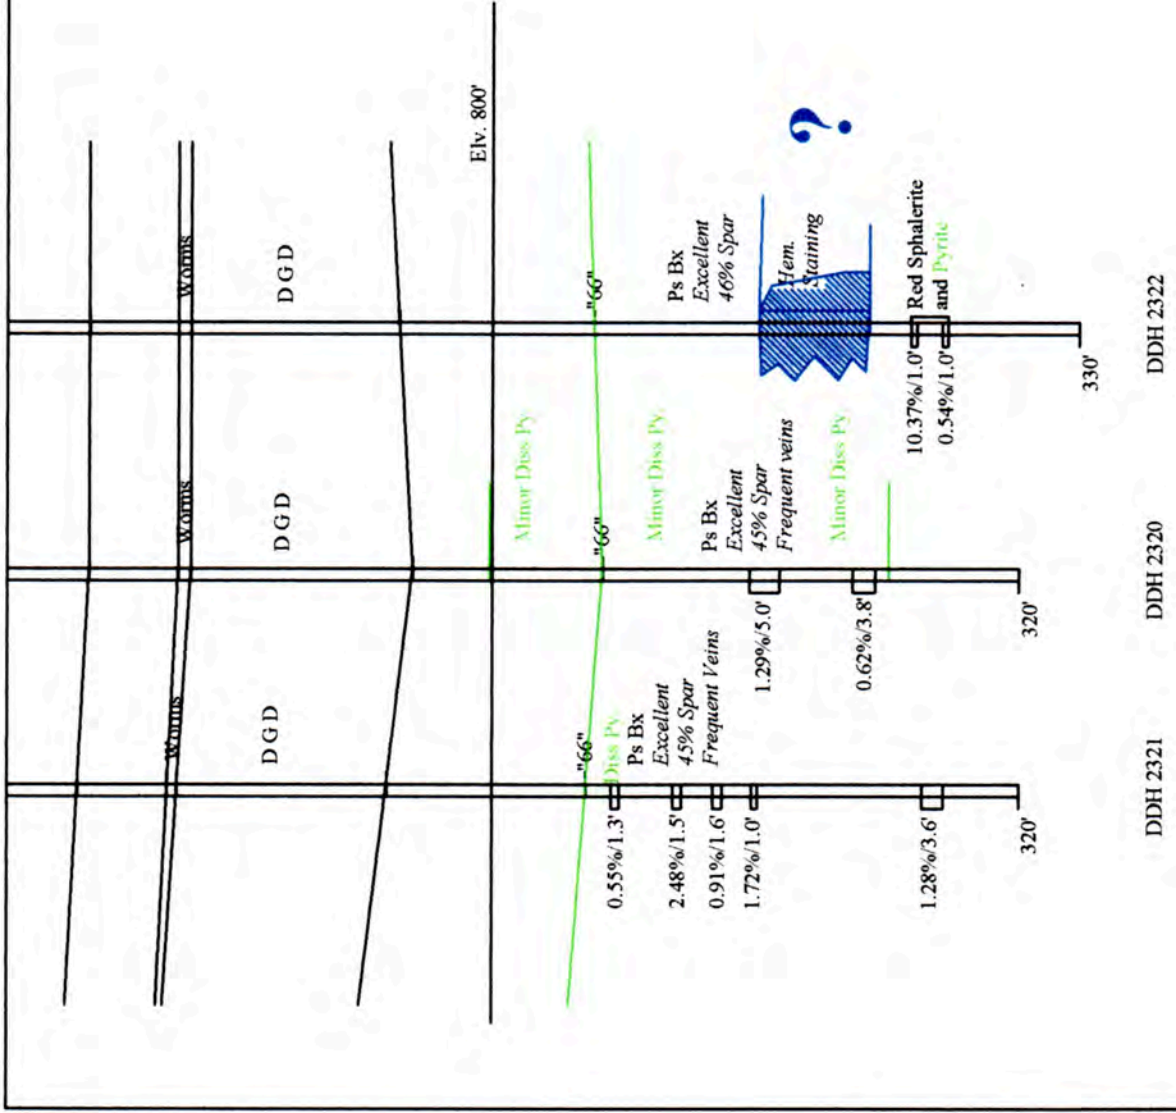 Worms
Worms
Worms
D G D
D G D
D G D
Elv. 800'
Minor Diss Py.
"66"
"66"
"66"
Diss Py.
Ps Bx
Excellent
45% Spar
Frequent Veins
0.55%/1.3'
2.48%/1.5'
0.91%/1.6'
1.72%/1.0'
1.28%/3.6'
320'
DDH 2321
Minor Diss Py.
Ps Bx
Excellent
45% Spar
Frequent veins
Minor Diss Py.
1.29%/5.0'
0.62%/3.8'
320'
DDH 2320
Ps Bx
Excellent
46% Spar
Hem.
Staining
?
Red Sphalerite
and Pyrite
10.37%/1.0'
0.54%/1.0'
330'
DDH 2322